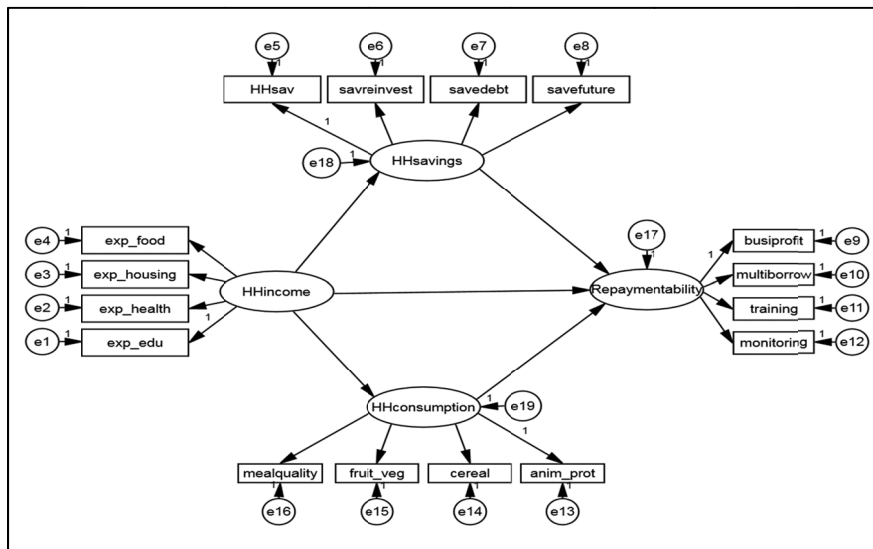 e5 e6 e7 e8
1 1 1 1
HHsav savreinvest savedebt savefuture
1
e18 1 HHsavings
e4 1 exp_food
e3 1 exp_housing
e2 1 exp_health
e1 1 exp_edu
1
HHincome
e17
1
Repaymentability
1
busiprofit 1 e9
multiborrow 1 e10
training 1 e11
monitoring 1 e12
HHconsumption 1 e19
1
mealquality fruit_veg cereal anim_prot
1 1 1 1
e16 e15 e14 e13